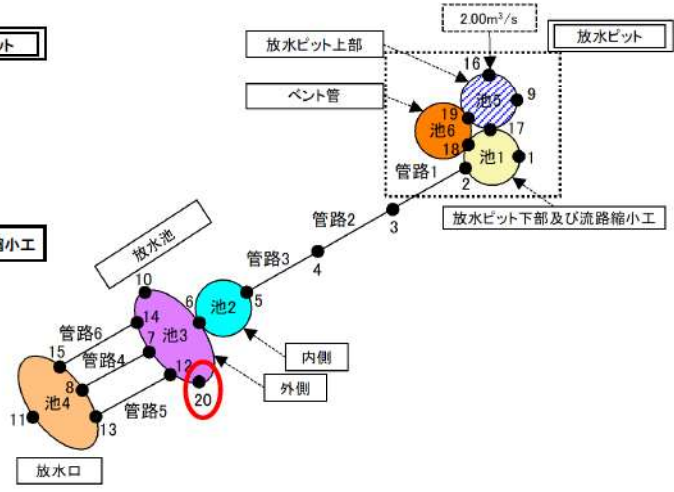 ット
2.00m³/s
放水ピット上部
放水ピット
16
ベント管
池5
9
19
池6
17
18
池1
1
管路1
2
放水ピット下部及び流路縮小工
3
管路2
小工
放水池
4
管路3
10
5
池2
6
14
池3
管路6
7
内側
15
管路4
12
外側
8
20
池4
管路5
11
13
放水口